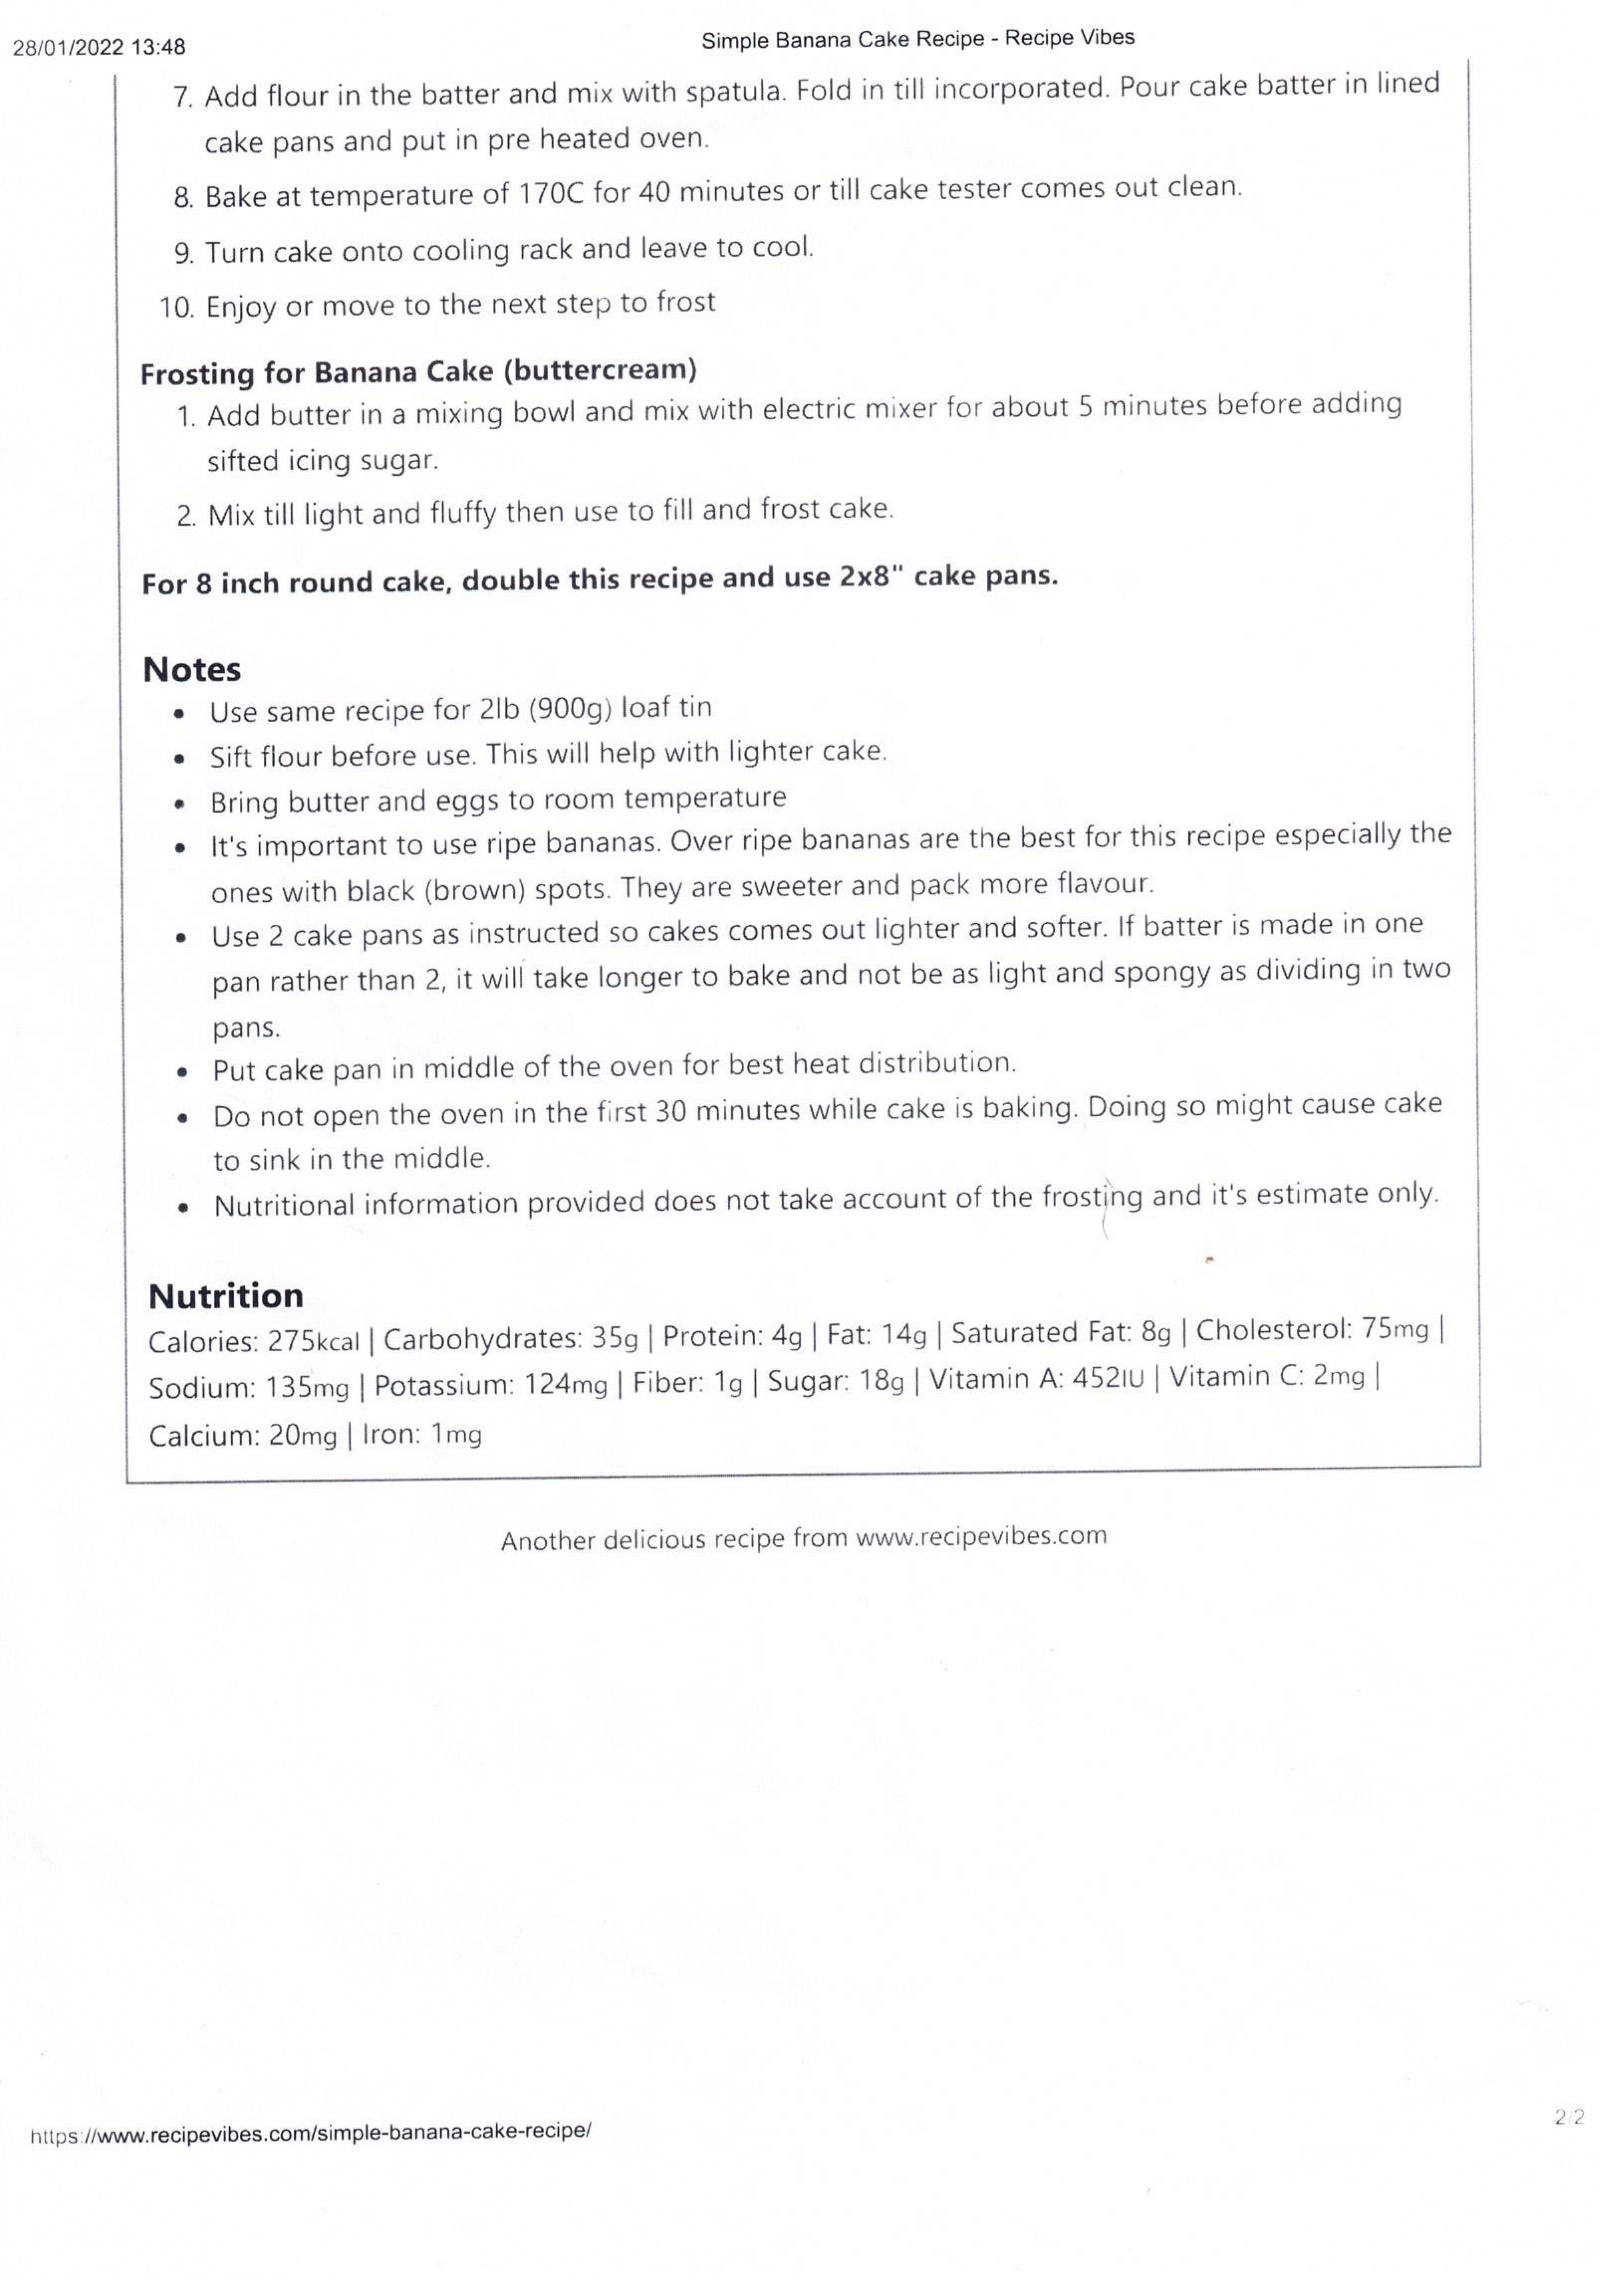 28/01/2022 13:48
Simple Banana Cake Recipe - Recipe Vibes
7. Add flour in the batter and mix with spatula. Fold in till incorporated. Pour cake batter in lined
cake pans and put in pre heated oven.
8. Bake at temperature of 170C for 40 minutes or till cake tester comes out clean.
9. Turn cake onto cooling rack and leave to cool.
10. Enjoy or move to the next step to frost
Frosting for Banana Cake (buttercream)
1. Add butter in a mixing bowl and mix with electric mixer for about 5 minutes before adding
sifted icing sugar.
2. Mix till light and fluffy then use to fill and frost cake.
For 8 inch round cake, double this recipe and use 2x8" cake pans.
Notes
• Use same recipe for 2lb (900g) loaf tin
• Sift flour before use. This will help with lighter cake.
• Bring butter and eggs to room temperature
• It's important to use ripe bananas. Over ripe bananas are the best for this recipe especially the
ones with black (brown) spots. They are sweeter and pack more flavour.
• Use 2 cake pans as instructed so cakes comes out lighter and softer. If batter is made in one
pan rather than 2, it will take longer to bake and not be as light and spongy as dividing in two
pans.
• Put cake pan in middle of the oven for best heat distribution.
• Do not open the oven in the first 30 minutes while cake is baking. Doing so might cause cake
to sink in the middle.
• Nutritional information provided does not take account of the frosting and it's estimate only.
Nutrition
Calories: 275kcal | Carbohydrates: 35g | Protein: 4g | Fat: 14g | Saturated Fat: 8g | Cholesterol: 75mg |
Sodium: 135mg | Potassium: 124mg | Fiber: 1g | Sugar: 18g | Vitamin A: 452IU | Vitamin C: 2mg |
Calcium: 20mg | Iron: 1mg
Another delicious recipe from www.recipevibes.com
https://www.recipevibes.com/simple-banana-cake-recipe/
2/2